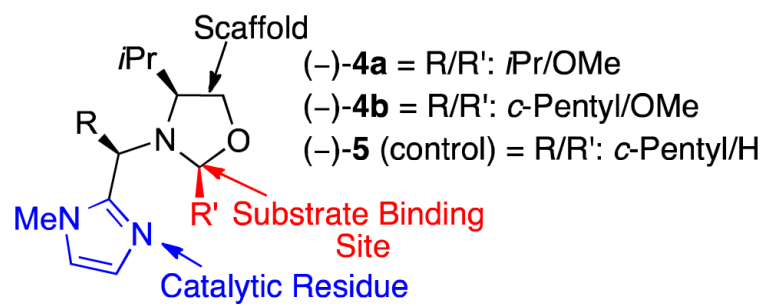 Scaffold
iPr
(−)-4a = R/R': iPr/OMe
(−)-4b = R/R': c-Pentyl/OMe
R
N
O
(−)-5 (control) = R/R': c-Pentyl/H
MeN
N
R' Substrate Binding
Site
Catalytic Residue